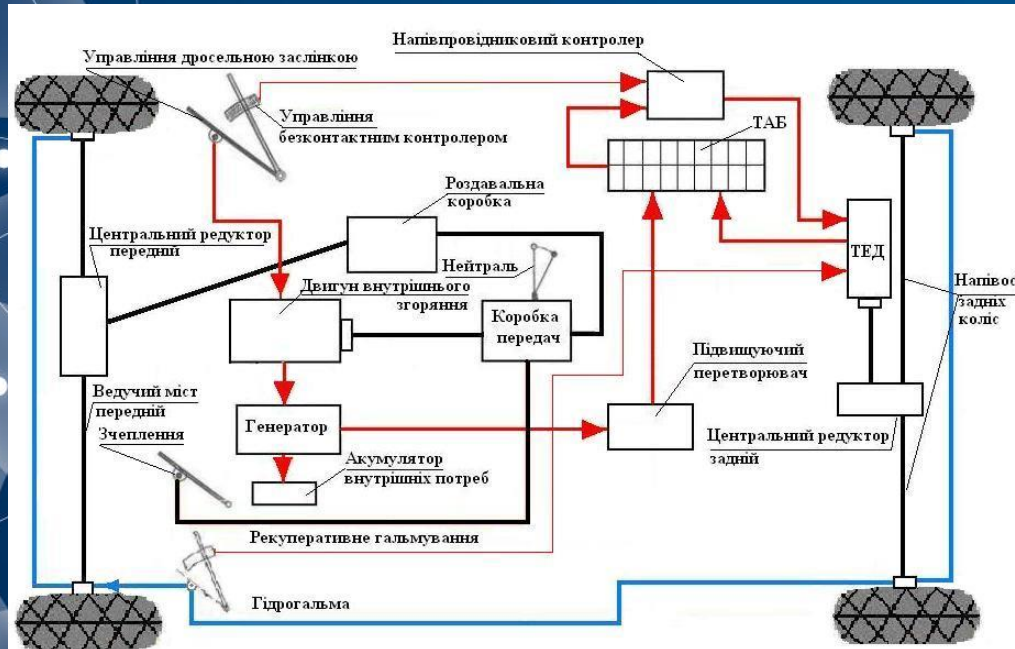 Напівпровідниковий контролер
Управління дросельною заслінкою
Управління
безконтактним контролером
ТАБ
Роздавальна
коробка
Центральний редуктор
передній
Нейтраль
ТЕД
Двигун внутрішнього
згоряння
Напівос
задніх
коліс
Коробка
передач
Підвищуючий
перетворювач
Ведучий міст
передній
Зчеплення
Генератор
Центральний редуктор
задній
Акумулятор
внутрішніх потреб
Рекуперативне гальмування
Гідрогальма